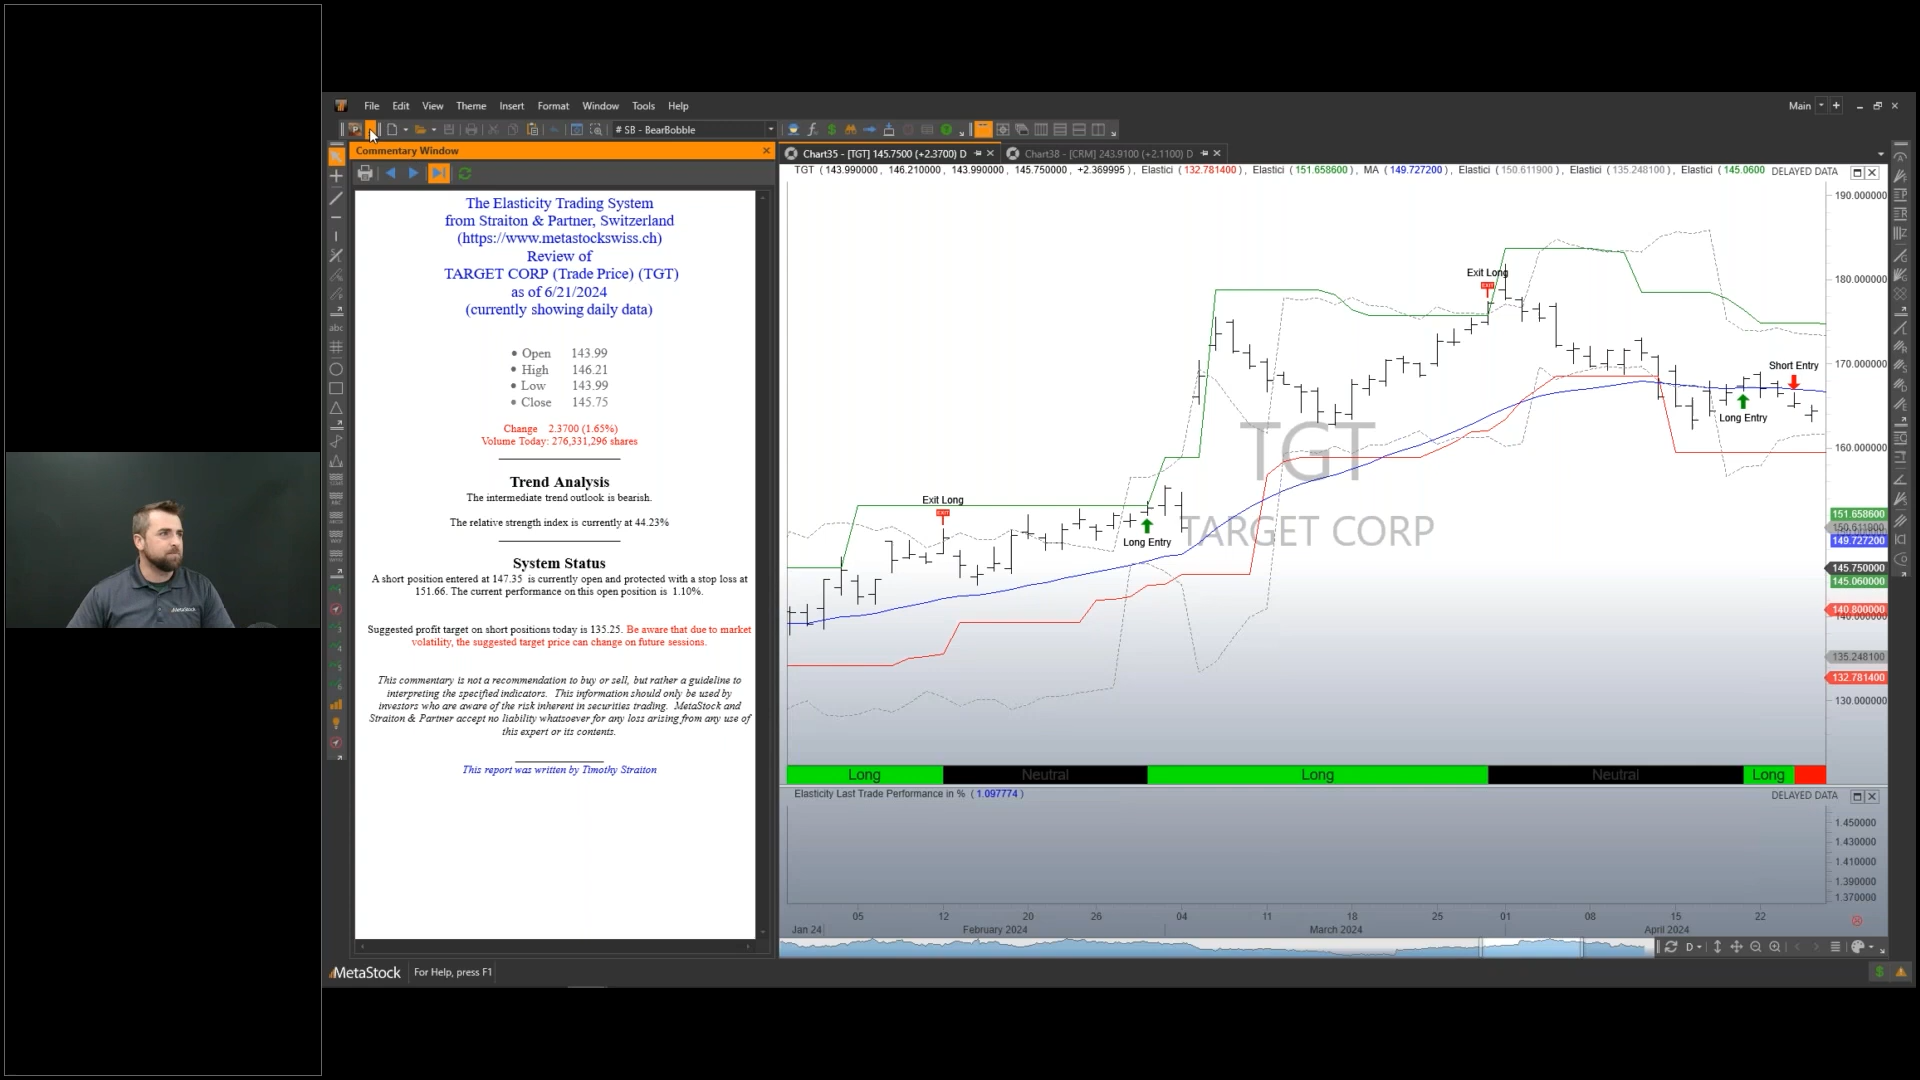 File Edit View Theme Insert Format Window Tools Help
Main
# SB - BearBobble
Commentary Window
Chart35 - [TGT] 145.7500 (+2.3700) D
Chart38 - [CRM] 243.9100 (+2.1100) D
The Elasticity Trading System
from Straiton & Partner, Switzerland
(https://www.metastockswiss.ch)
Review of
TARGET CORP (Trade Price) (TGT)
as of 6/21/2024
(currently showing daily data)
• Open 143.99
• High 146.21
• Low 143.99
• Close 145.75
Change 2.3700 (1.65%)
Volume Today: 276,331,296 shares
Trend Analysis
The intermediate trend outlook is bearish.
The relative strength index is currently at 44.23%
System Status
A short position entered at 147.35 is currently open and protected with a stop loss at
151.66. The current performance on this open position is 1.10%.
Suggested profit target on short positions today is 135.25. Be aware that due to market
volatility, the suggested target price can change on future sessions.
This commentary is not a recommendation to buy or sell, but rather a guideline to
interpreting the specified indicators. This information should only be used by
investors who are aware of the risk inherent in securities trading. MetaStock and
Straiton & Partner accept no liability whatsoever for any loss arising from any use of
this expert or its contents.
This report was written by Timothy Straiton
TGT (143.990000, 146.210000, 143.990000, 145.750000, +2.369995), Elastici (132.781400), Elastici (151.658600), MA (149.727200), Elastici (150.611900), Elastici (135.248100), Elastici (145.0600
DELAYED DATA
190.000000
180.000000
170.000000
160.000000
151.658600
149.727200
145.750000
145.060000
140.800000
135.248100
132.781400
130.000000
Exit Long
EXIT
Long Entry
Exit Long
EXIT
Long Entry
Short Entry
TGT
TARGET CORP
Long Neutral Long Neutral Long
Elasticity Last Trade Performance in % (1.097774)
DELAYED DATA
1.450000
1.430000
1.410000
1.390000
1.370000
05 12 20 26 04 11 18 25 01 08 15 22
Jan 24 February 2024 March 2024 April 2024
D
MetaStock
For Help, press F1
abc
MetaStock